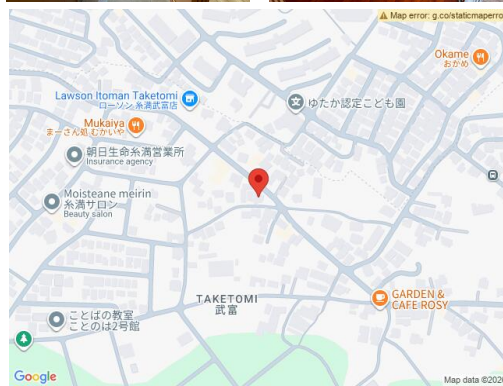 Map error: g.co/staticmaperro
Okame
おかめ
Lawson Itoman Taketomi
ローソン 糸満武富店
ゆたか認定こども園
Mukaiya
まーさん処 むかいや
朝日生命糸満営業所
Insurance agency
Moisteane meirin
糸満サロン
Beauty salon
TAKETOMI
武富
GARDEN &
CAFE ROSY
ことばの教室
ことのは2号館
Google
Map data ©202